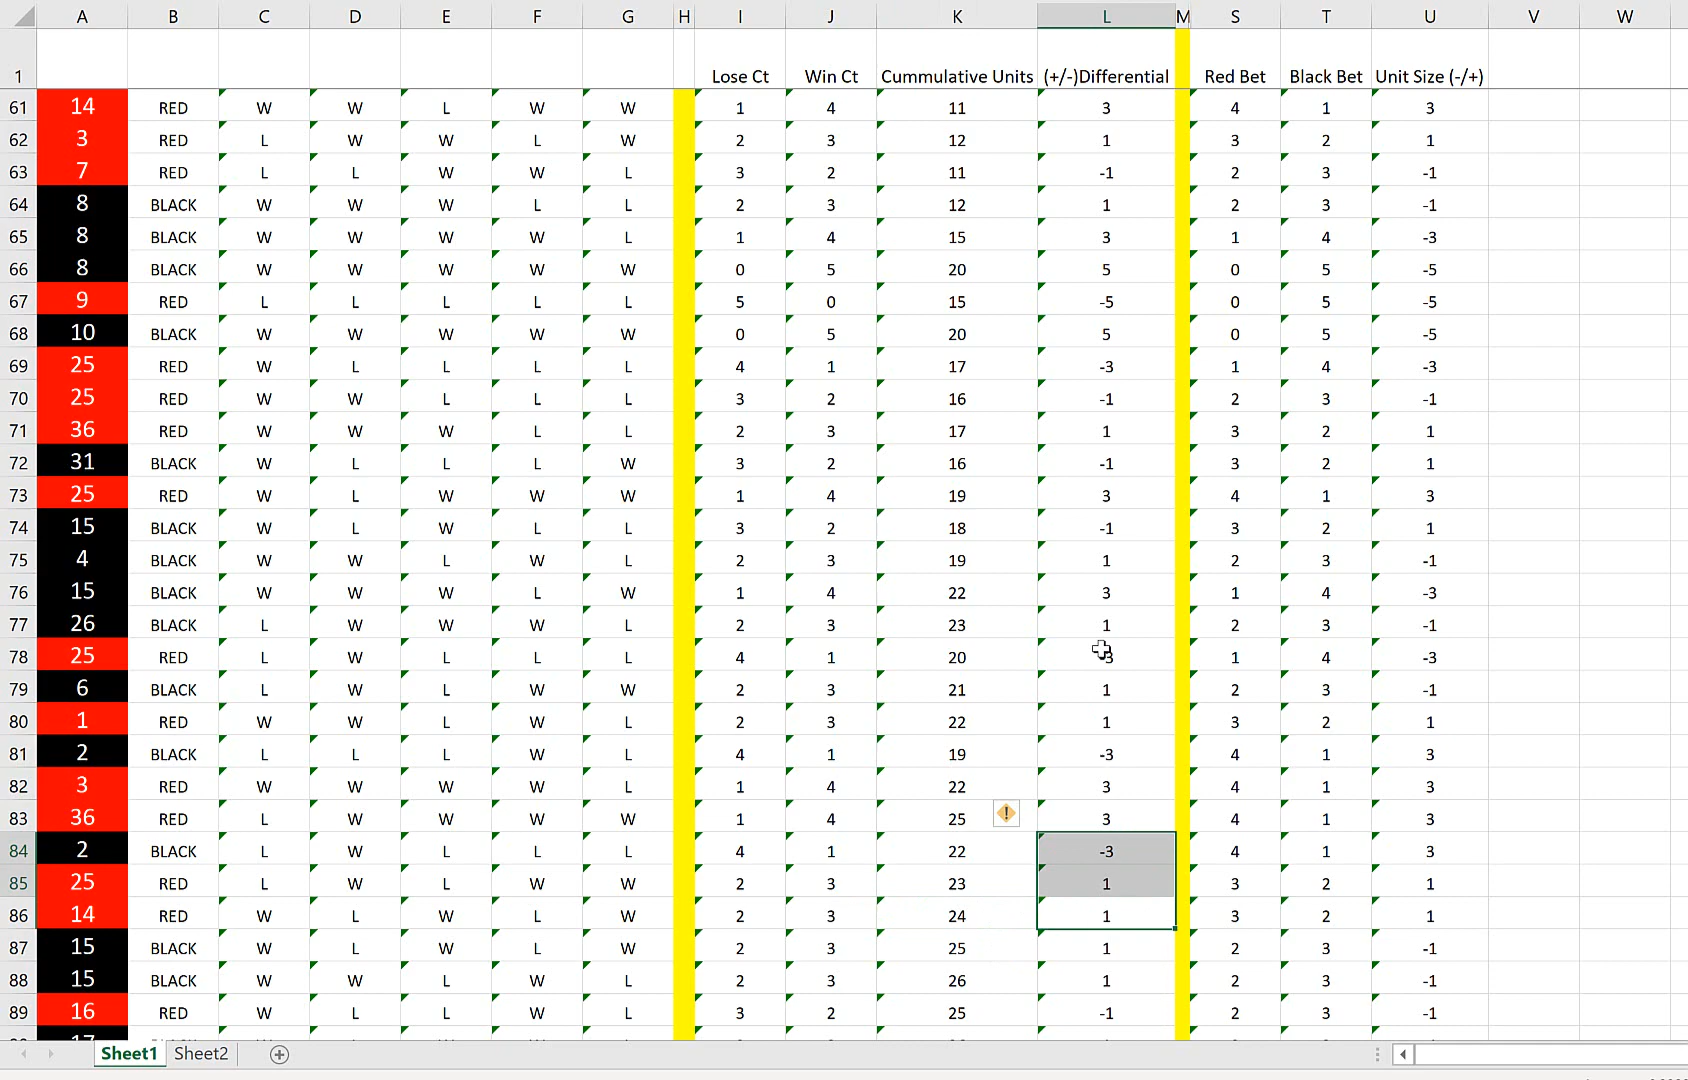 A B C D E F G H I J K L M S T U V W
1 Lose Ct Win Ct Cummulative Units (+/-)Differential Red Bet Black Bet Unit Size (-/+)
61 14 RED W W L W W 1 4 11 3 4 1 3
62 3 RED L W W L W 2 3 12 1 3 2 1
63 7 RED L L W W L 3 2 11 -1 2 3 -1
64 8 BLACK W W W L L 2 3 12 1 2 3 -1
65 8 BLACK W W W W L 1 4 15 3 1 4 -3
66 8 BLACK W W W W W 0 5 20 5 0 5 -5
67 9 RED L L L L L 5 0 15 -5 0 5 -5
68 10 BLACK W W W W W 0 5 20 5 0 5 -5
69 25 RED W L L L L 4 1 17 -3 1 4 -3
70 25 RED W W L L L 3 2 16 -1 2 3 -1
71 36 RED W W W L L 2 3 17 1 3 2 1
72 31 BLACK W L L L W 3 2 16 -1 3 2 1
73 25 RED W L W W W 1 4 19 3 4 1 3
74 15 BLACK W L W L L 3 2 18 -1 3 2 1
75 4 BLACK W W L W L 2 3 19 1 2 3 -1
76 15 BLACK W W W L W 1 4 22 3 1 4 -3
77 26 BLACK L W W W L 2 3 23 1 2 3 -1
78 25 RED L W L L L 4 1 20 -3 1 4 -3
79 6 BLACK L W L W W 2 3 21 1 2 3 -1
80 1 RED W W L W L 2 3 22 1 3 2 1
81 2 BLACK L L L W L 4 1 19 -3 4 1 3
82 3 RED W W W W L 1 4 22 3 4 1 3
83 36 RED L W W W W 1 4 25 3 4 1 3
84 2 BLACK L W L L L 4 1 22 -3 4 1 3
85 25 RED L W L W W 2 3 23 1 3 2 1
86 14 RED W L W L W 2 3 24 1 3 2 1
87 15 BLACK W L W L W 2 3 25 1 2 3 -1
88 15 BLACK W W L W L 2 3 26 1 2 3 -1
89 16 RED W L L W L 3 2 25 -1 2 3 -1
Sheet1 Sheet2